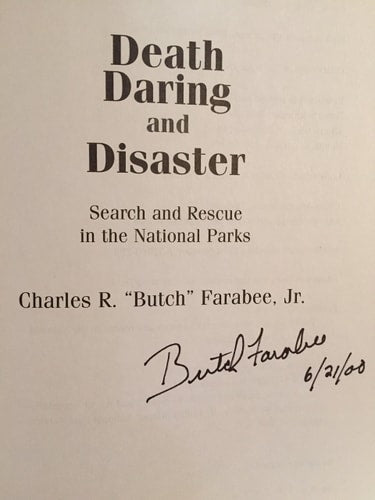 Death
Daring
and
Disaster
Search and Rescue
in the National Parks
Charles R. “Butch” Farabee, Jr.
Butch Farabee
6/21/00